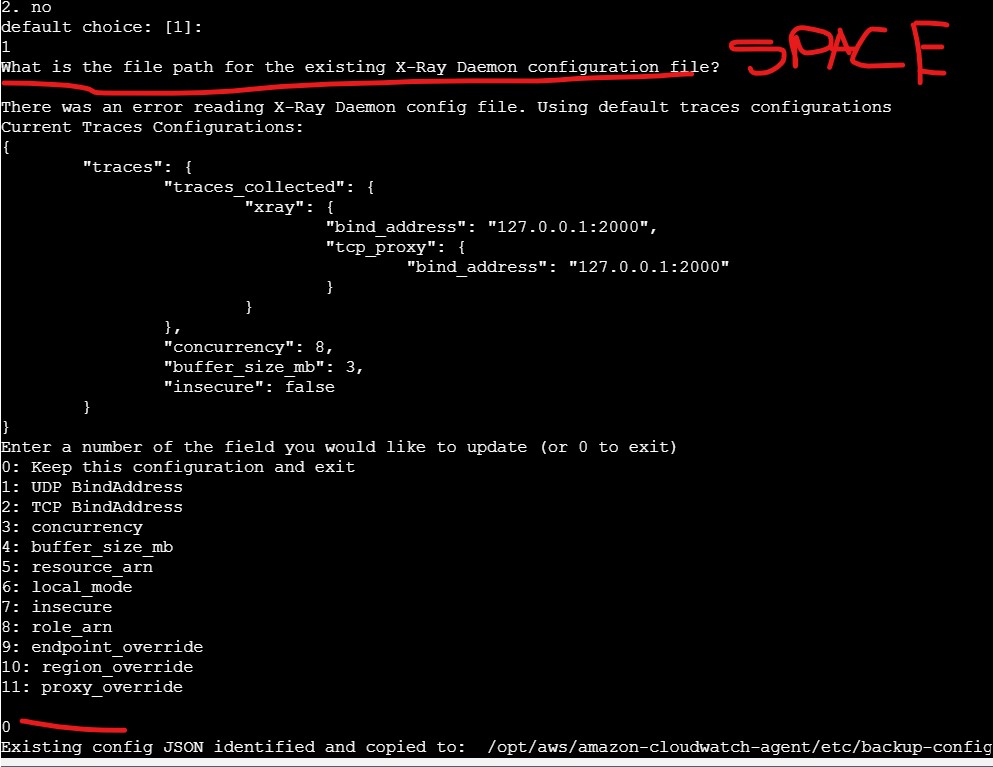 2. no
default choice: [1]:
1
What is the file path for the existing X-Ray Daemon configuration file?
SPACE
There was an error reading X-Ray Daemon config file. Using default traces configurations
Current Traces Configurations:
{
        "traces": {
                "traces_collected": {
                        "xray": {
                                "bind_address": "127.0.0.1:2000",
                                "tcp_proxy": {
                                        "bind_address": "127.0.0.1:2000"
                                }
                        }
                },
                "concurrency": 8,
                "buffer_size_mb": 3,
                "insecure": false
        }
}
Enter a number of the field you would like to update (or 0 to exit)
0: Keep this configuration and exit
1: UDP BindAddress
2: TCP BindAddress
3: concurrency
4: buffer_size_mb
5: resource_arn
6: local_mode
7: insecure
8: role_arn
9: endpoint_override
10: region_override
11: proxy_override
0
Existing config JSON identified and copied to:  /opt/aws/amazon-cloudwatch-agent/etc/backup-config